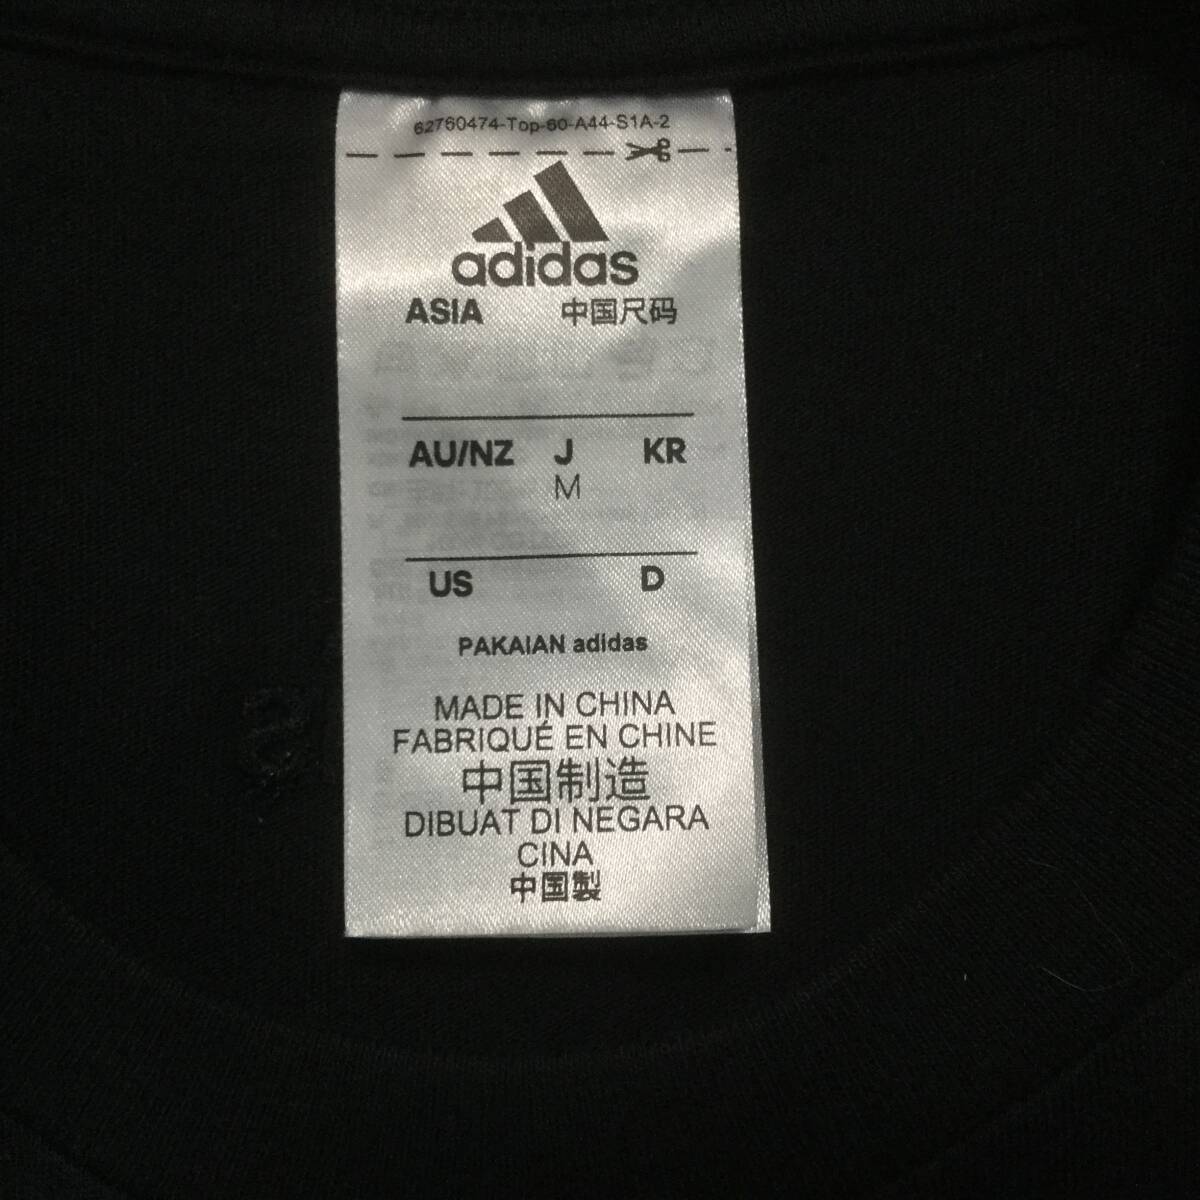 62760474-Top-60-A44-S1A-2
adidas
ASIA 中国尺码
AU/NZ J KR
M
US D
PAKAIAN adidas
MADE IN CHINA
FABRIQUÉ EN CHINE
中国制造
DIBUAT DI NEGARA
CINA
中国製